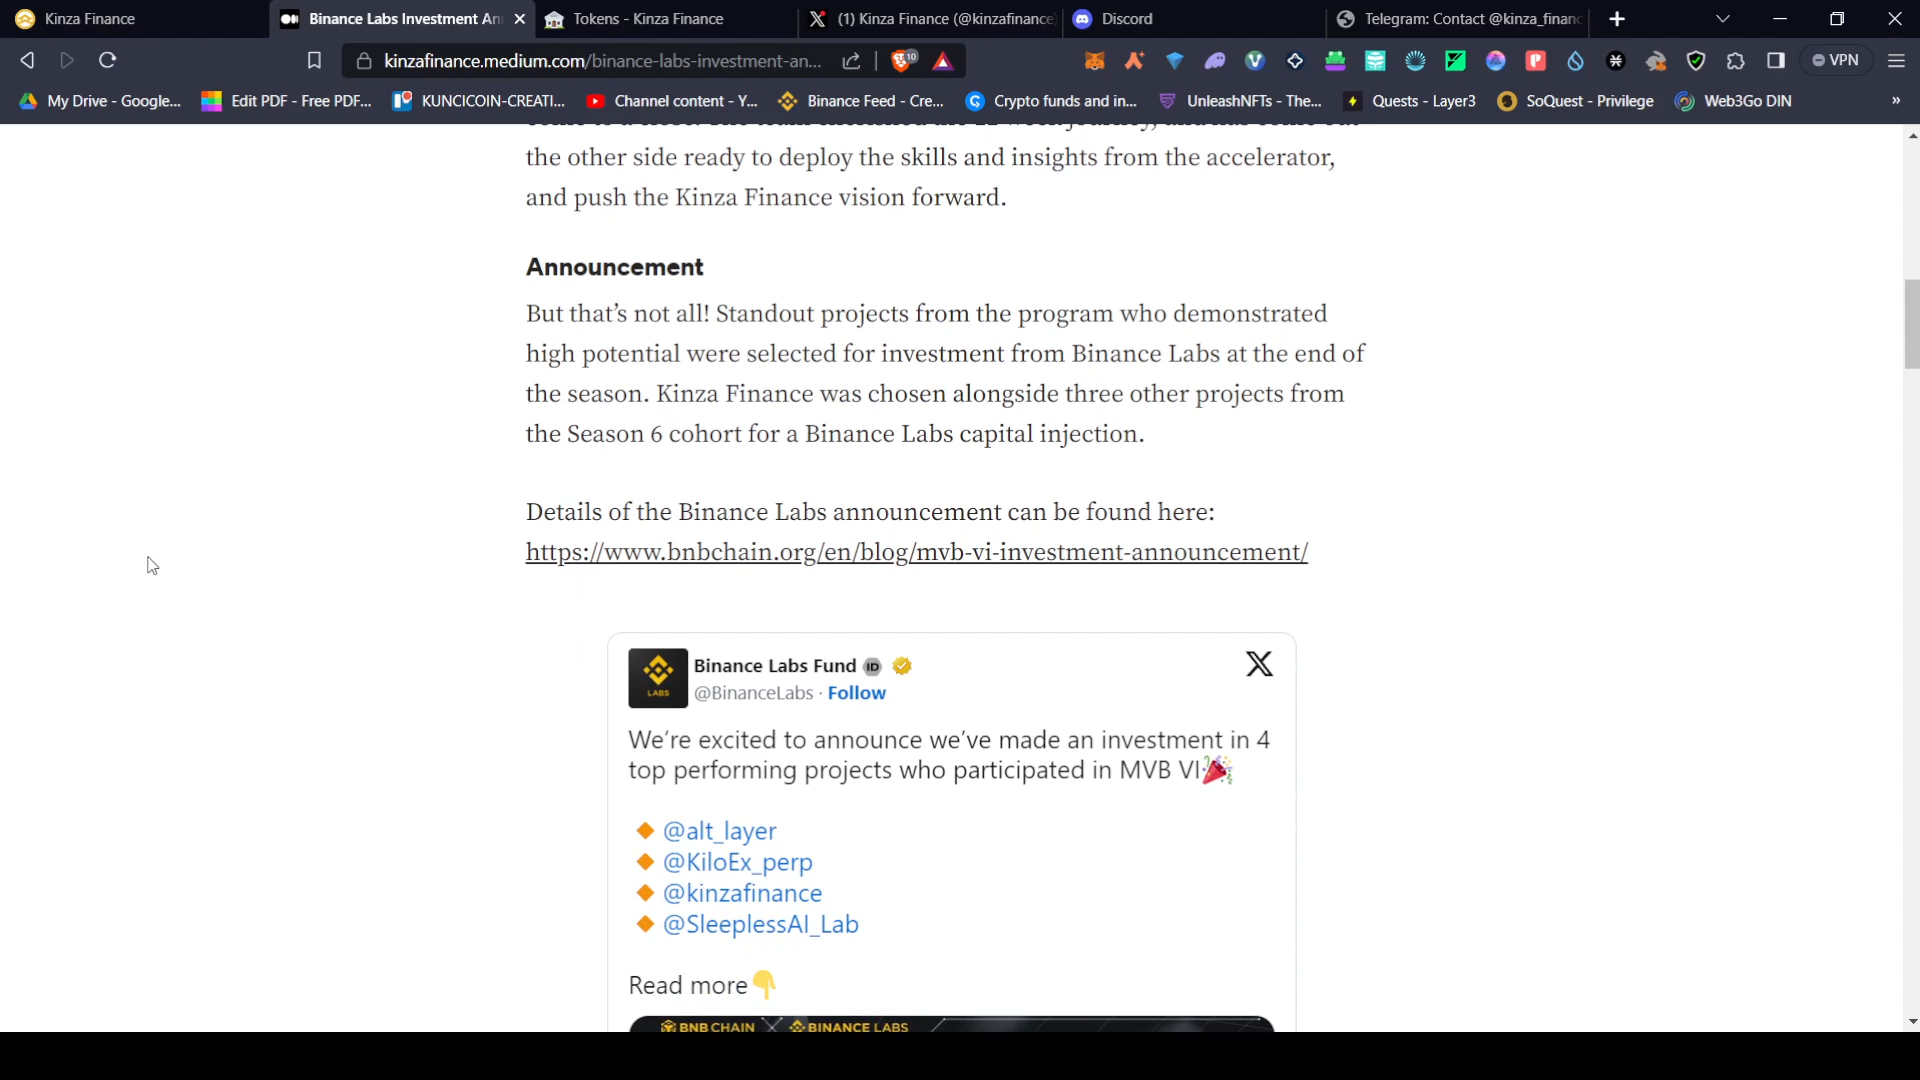 Kinza Finance
Binance Labs Investment An
Tokens - Kinza Finance
(1) Kinza Finance (@kinzafinance
Discord
Telegram: Contact @kinza_financ
kinzafinance.medium.com/binance-labs-investment-an...
10
VPN
My Drive - Google...
Edit PDF - Free PDF...
KUNCICOIN-CREATI...
Channel content - Y...
Binance Feed - Cre...
Crypto funds and in...
UnleashNFTs - The...
Quests - Layer3
SoQuest - Privilege
Web3Go DIN
»
the other side ready to deploy the skills and insights from the accelerator,
and push the Kinza Finance vision forward.
Announcement
But that’s not all! Standout projects from the program who demonstrated
high potential were selected for investment from Binance Labs at the end of
the season. Kinza Finance was chosen alongside three other projects from
the Season 6 cohort for a Binance Labs capital injection.
Details of the Binance Labs announcement can be found here:
https://www.bnbchain.org/en/blog/mvb-vi-investment-announcement/
LABS
Binance Labs Fund ID
@BinanceLabs · Follow
We’re excited to announce we’ve made an investment in 4
top performing projects who participated in MVB VI🎉
🔸 @alt_layer
🔸 @KiloEx_perp
🔸 @kinzafinance
🔸 @SleeplessAI_Lab
Read more👇
BNB CHAIN
BINANCE LABS